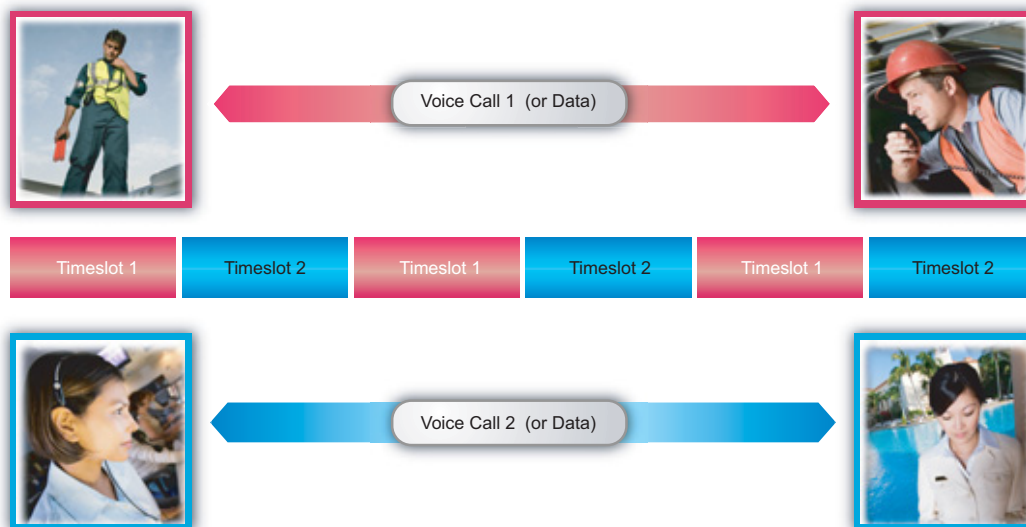 Voice Call 1 (or Data)
Timeslot 1 Timeslot 2 Timeslot 1 Timeslot 2 Timeslot 1 Timeslot 2
Voice Call 2 (or Data)